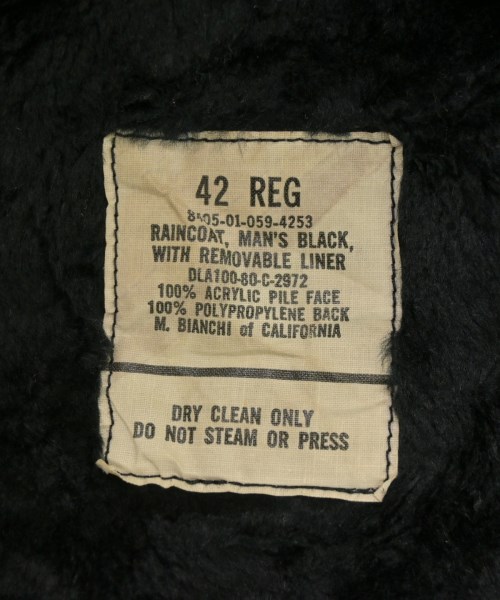 42 REG
8405-01-059-4253
RAINCOAT, MAN'S BLACK,
WITH REMOVABLE LINER
DLA100-80-C-2972
100% ACRYLIC PILE FACE
100% POLYPROPYLENE BACK
M. BIANCHI of CALIFORNIA
DRY CLEAN ONLY
DO NOT STEAM OR PRESS